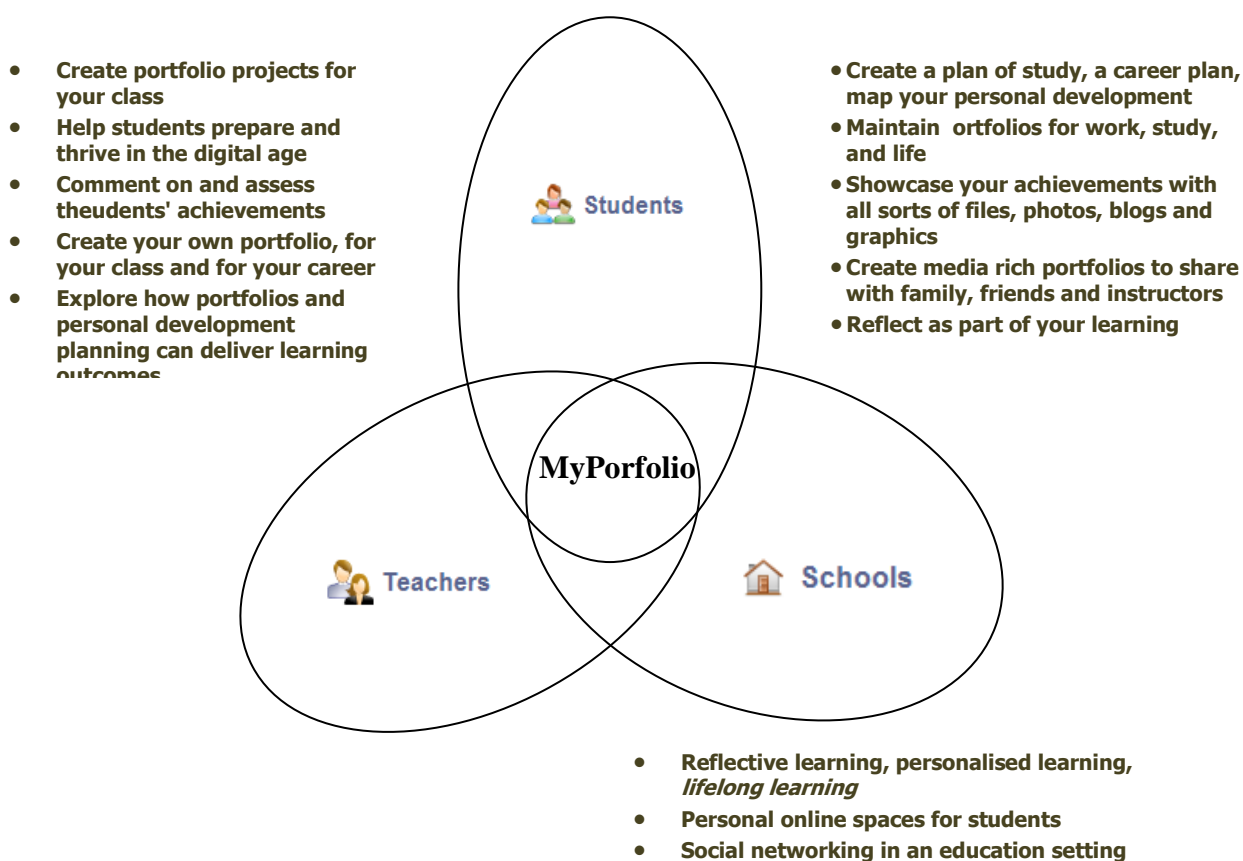 • Create portfolio projects for
your class
• Help students prepare and
thrive in the digital age
• Comment on and assess
theudents' achievements
• Create your own portfolio, for
your class and for your career
• Explore how portfolios and
personal development
planning can deliver learning
outcomes
• Create a plan of study, a career plan,
map your personal development
• Maintain ortfolios for work, study,
and life
• Showcase your achievements with
all sorts of files, photos, blogs and
graphics
• Create media rich portfolios to share
with family, friends and instructors
• Reflect as part of your learning
Students
MyPorfolio
Teachers
Schools
• Reflective learning, personalised learning,
lifelong learning
• Personal online spaces for students
• Social networking in an education setting